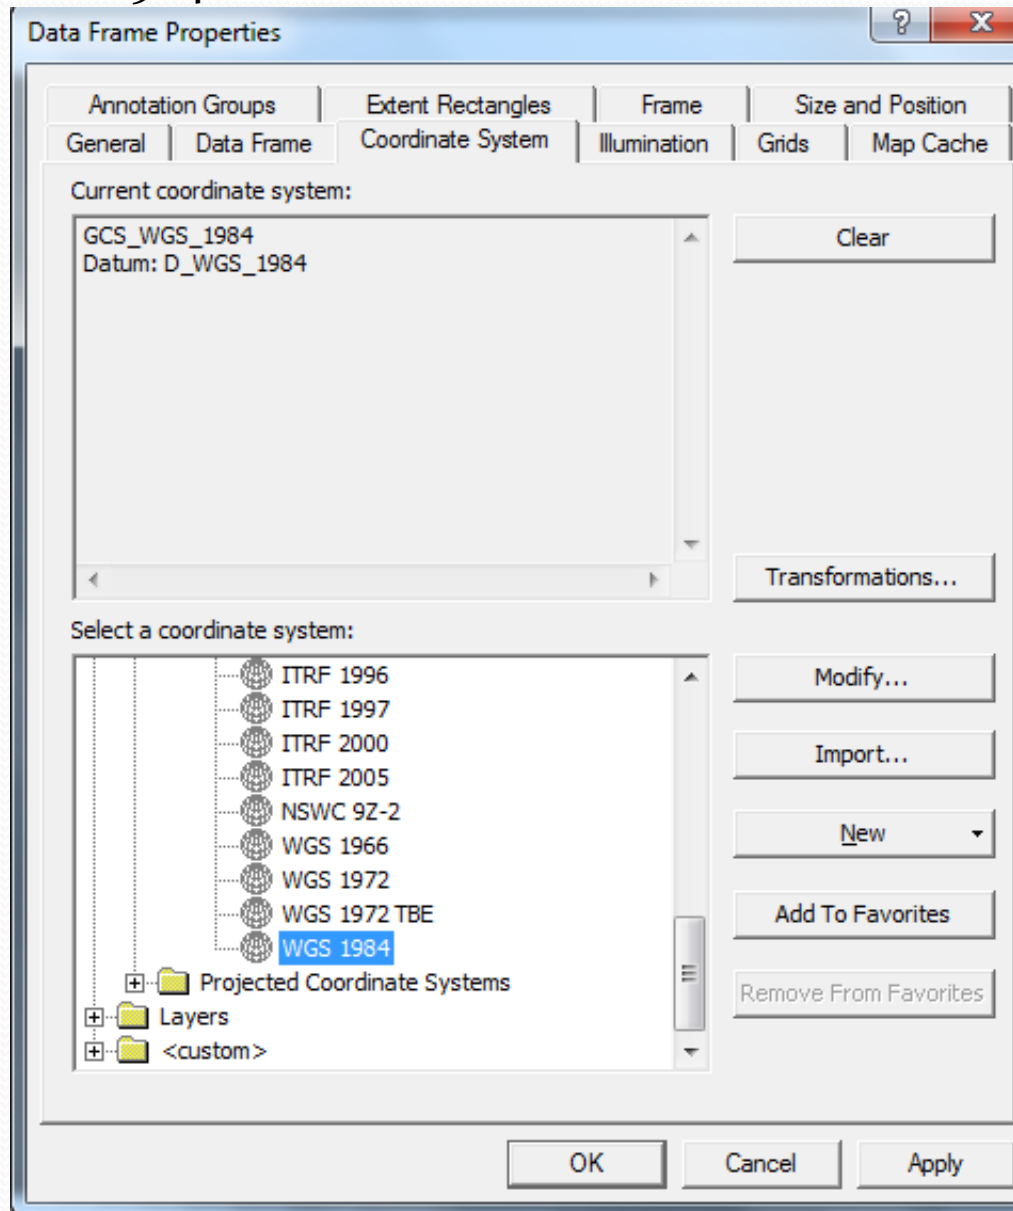 Data Frame Properties
Annotation Groups Extent Rectangles Frame Size and Position
General Data Frame Coordinate System Illumination Grids Map Cache
Current coordinate system:
GCS_WGS_1984
Datum: D_WGS_1984
Clear
Transformations...
Select a coordinate system:
ITRF 1996
ITRF 1997
ITRF 2000
ITRF 2005
NSWC 9Z-2
WGS 1966
WGS 1972
WGS 1972 TBE
WGS 1984
Projected Coordinate Systems
Layers
<custom>
Modify...
Import...
New
Add To Favorites
Remove From Favorites
OK Cancel Apply